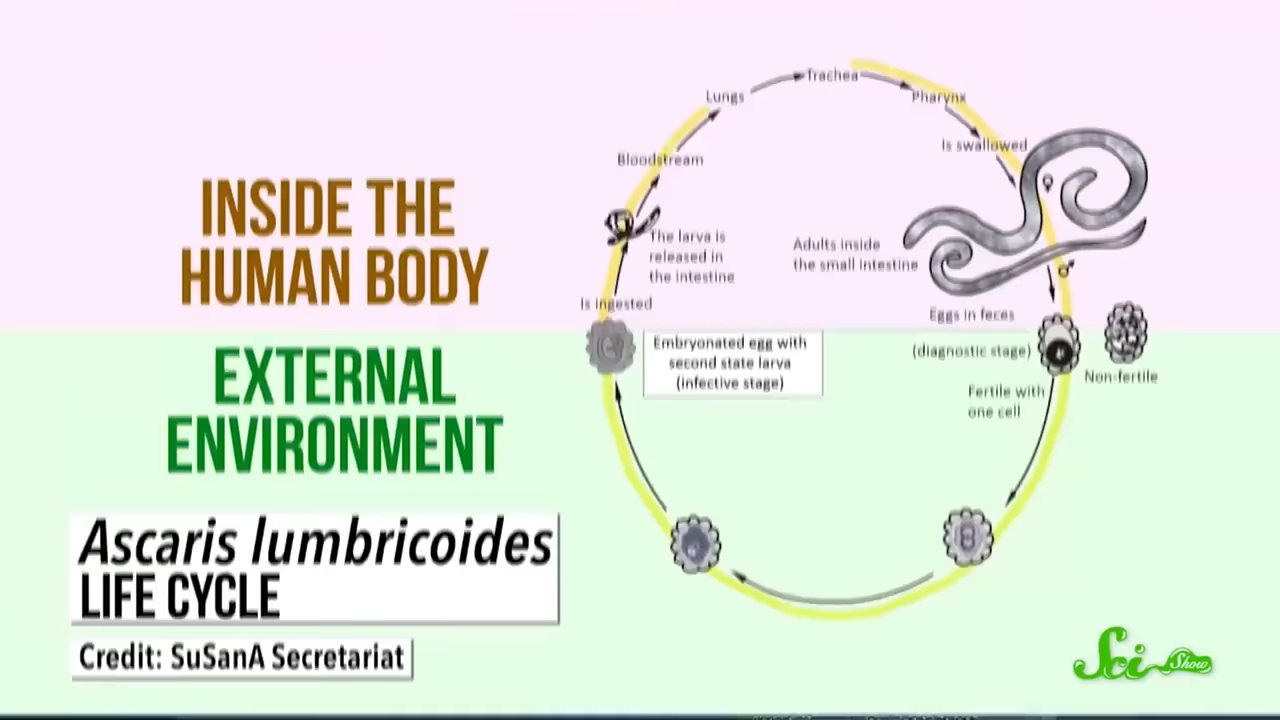 INSIDE THE
HUMAN BODY
EXTERNAL
ENVIRONMENT
Ascaris lumbricoides
LIFE CYCLE
Credit: SuSanA Secretariat
Trachea
Lungs
Pharynx
Is swallowed
Bloodstream
The larva is
released in
the intestine
Adults inside
the small intestine
♀
♂
Is ingested
Eggs in feces
Embryonated egg with
second state larva
(infective stage)
(diagnostic stage)
Non-fertile
Fertile with
one cell
Sci Show